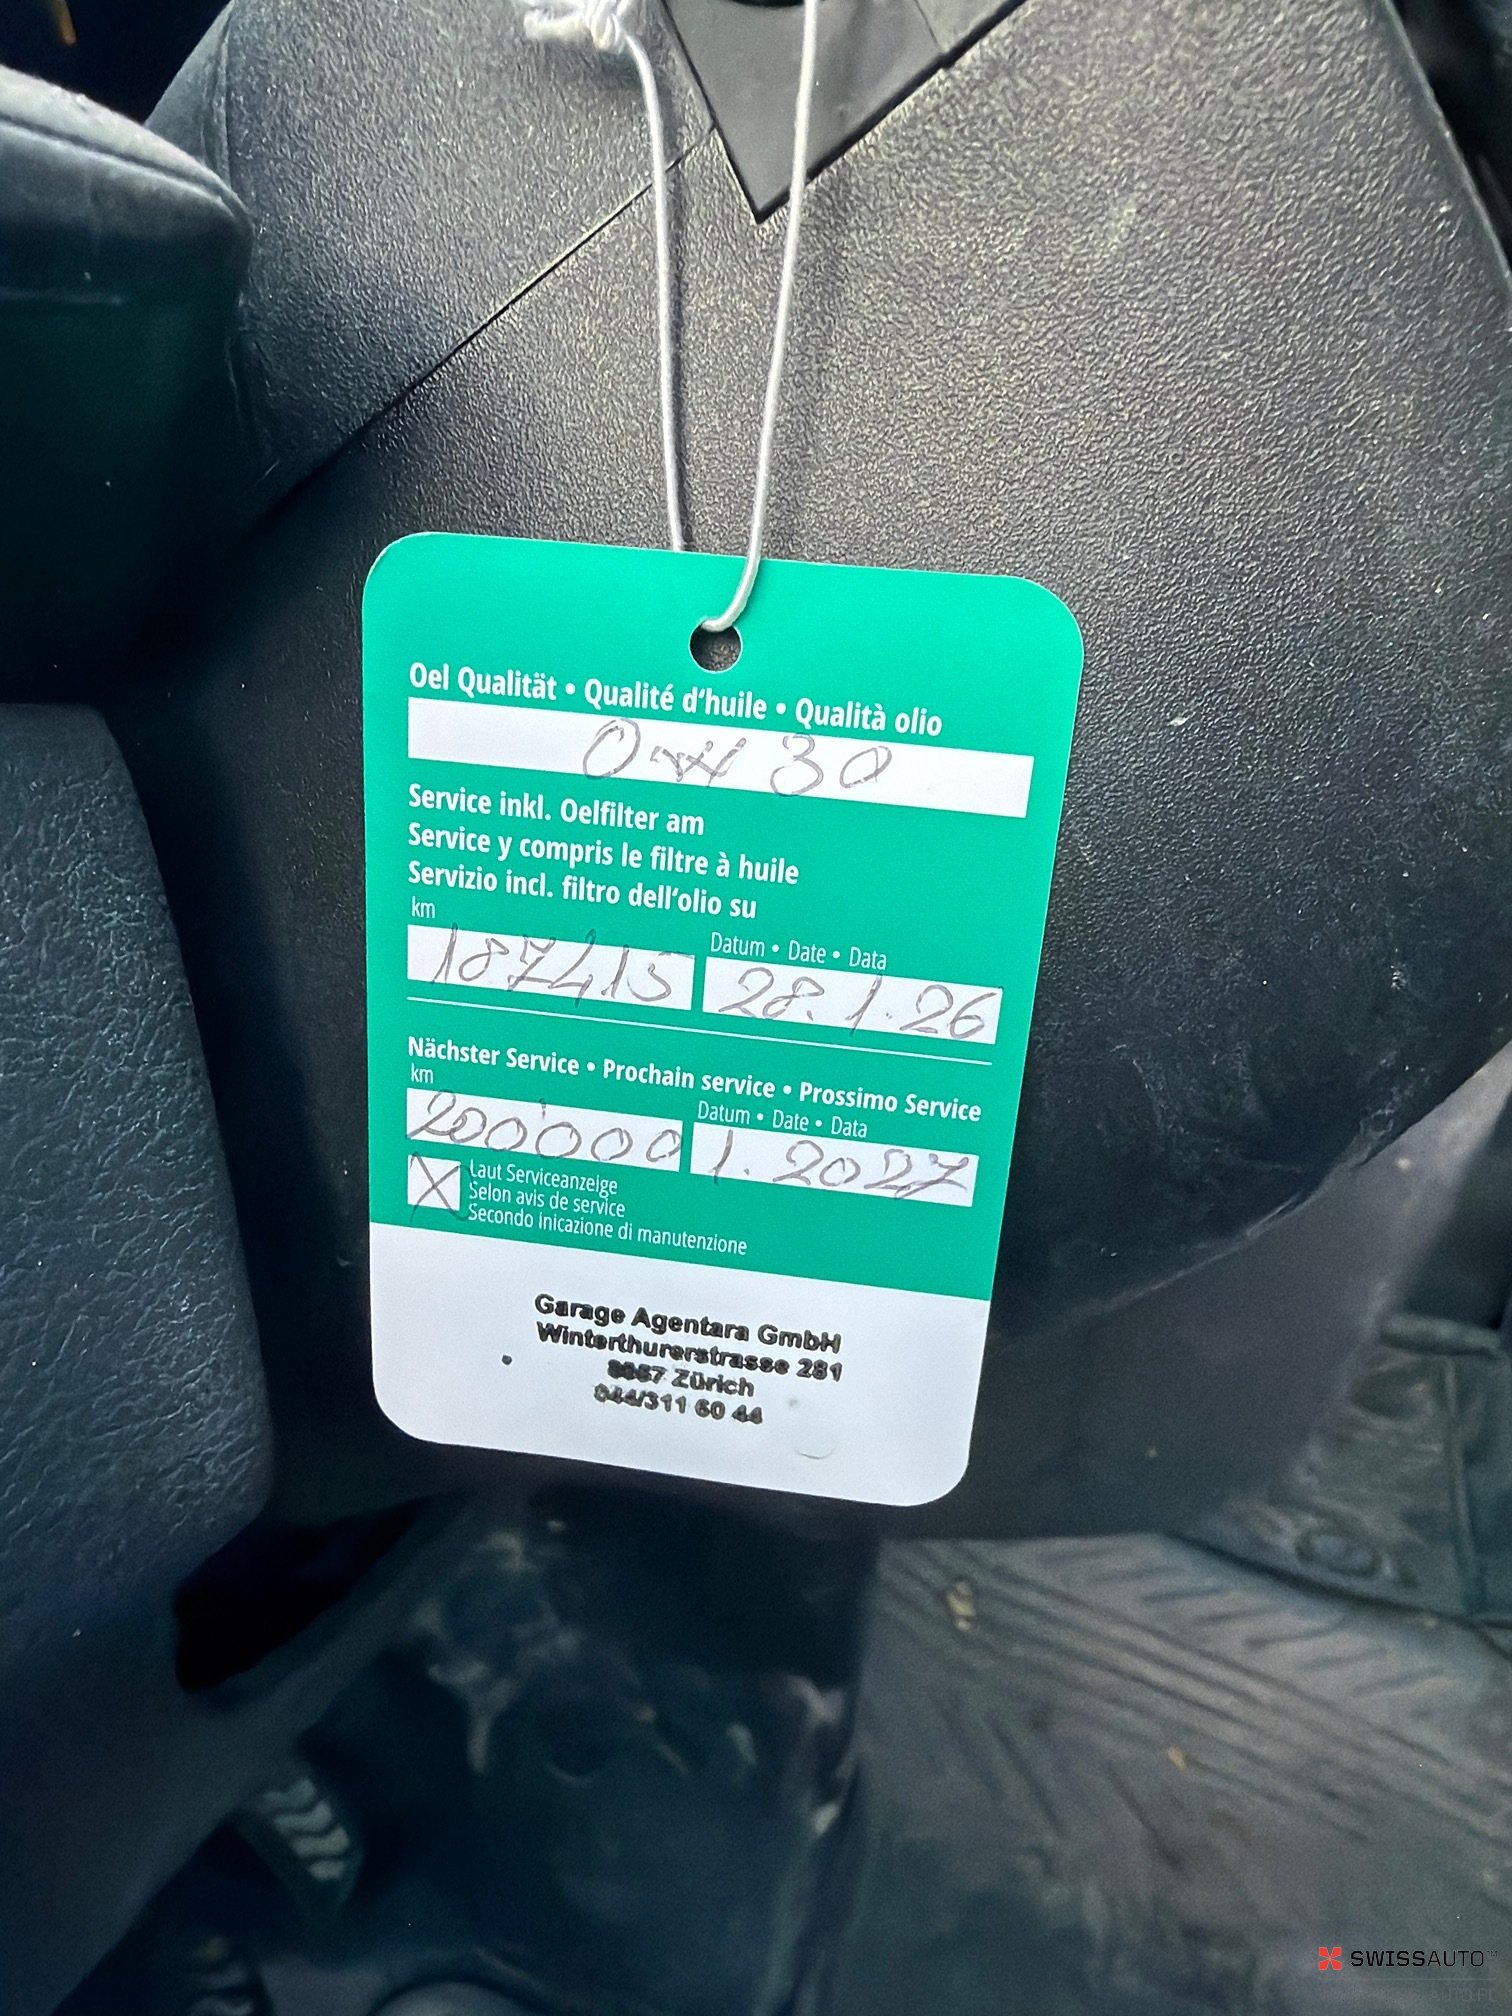 Oel Qualität • Qualité d'huile • Qualità olio
0w 30
Service inkl. Oelfilter am
Service y compris le filtre à huile
Servizio incl. filtro dell'olio su
km
Datum • Date • Data
187415
28.1.26
Nächster Service • Prochain service • Prossimo Service
km
Datum • Date • Data
200'000
1.2027
X
Laut Serviceanzeige
Selon avis de service
Secondo inicazione di manutenzione
Garage Agentara GmbH
Winterthurerstrasse 281
8057 Zürich
044/311 60 44
SWISSAUTO